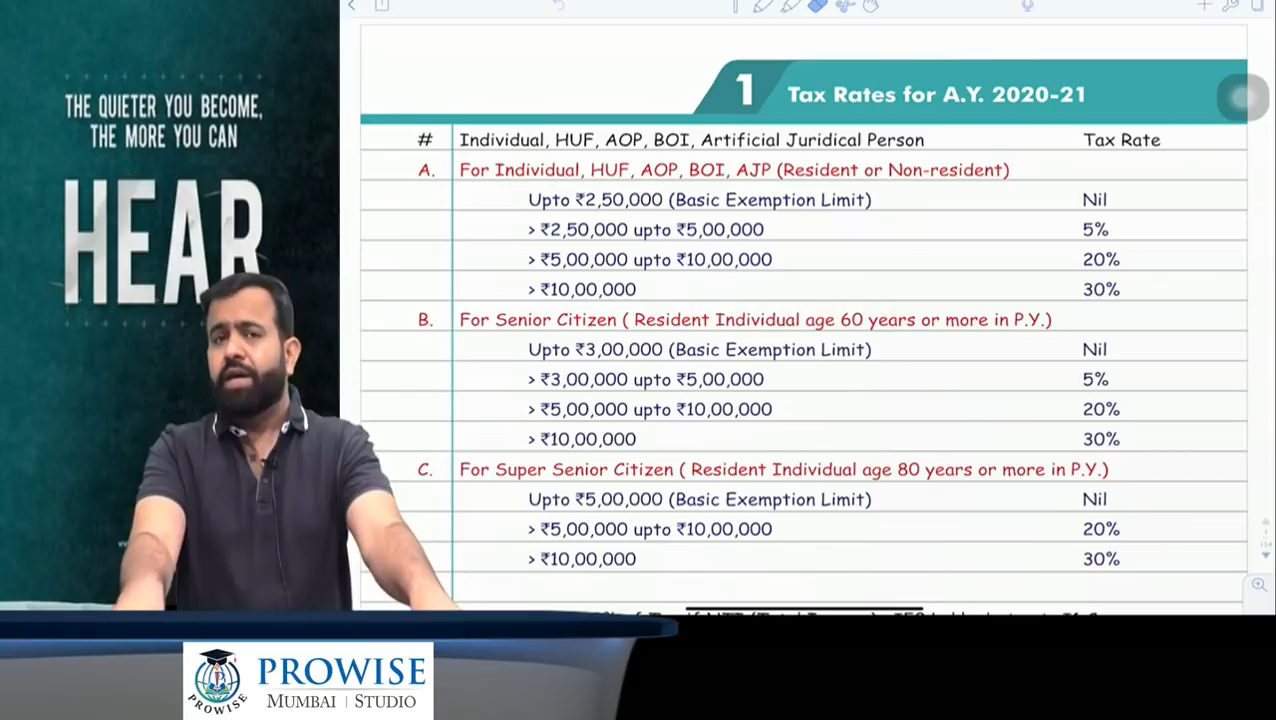 THE QUIETER YOU BECOME,
THE MORE YOU CAN
HEAR
1 Tax Rates for A.Y. 2020-21
# Individual, HUF, AOP, BOI, Artificial Juridical Person Tax Rate
A. For Individual, HUF, AOP, BOI, AJP (Resident or Non-resident)
Upto ₹2,50,000 (Basic Exemption Limit) Nil
> ₹2,50,000 upto ₹5,00,000 5%
> ₹5,00,000 upto ₹10,00,000 20%
> ₹10,00,000 30%
B. For Senior Citizen ( Resident Individual age 60 years or more in P.Y.)
Upto ₹3,00,000 (Basic Exemption Limit) Nil
> ₹3,00,000 upto ₹5,00,000 5%
> ₹5,00,000 upto ₹10,00,000 20%
> ₹10,00,000 30%
C. For Super Senior Citizen ( Resident Individual age 80 years or more in P.Y.)
Upto ₹5,00,000 (Basic Exemption Limit) Nil
> ₹5,00,000 upto ₹10,00,000 20%
> ₹10,00,000 30%
PROWISE
PROWISE
MUMBAI | STUDIO